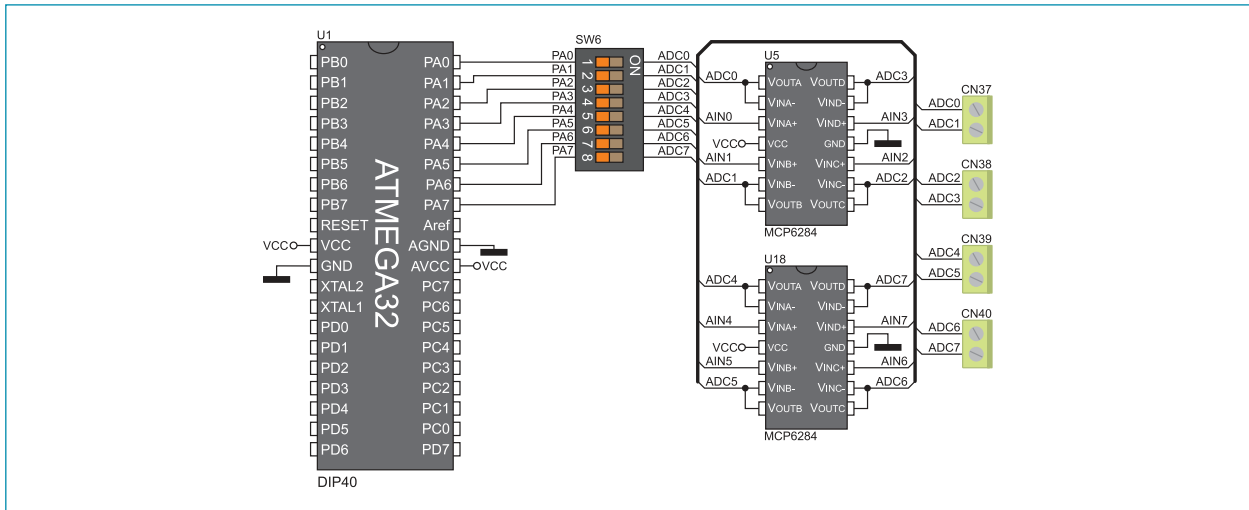 U1
PB0
PB1
PB2
PB3
PB4
PB5
PB6
PB7
RESET
VCC
GND
XTAL2
XTAL1
PD0
PD1
PD2
PD3
PD4
PD5
PD6
VCC
ATMEGA32
PA0
PA1
PA2
PA3
PA4
PA5
PA6
PA7
Aref
AGND
AVCC
PC7
PC6
PC5
PC4
PC3
PC2
PC1
PC0
PD7
VCC
DIP40
SW6
PA0
PA1
PA2
PA3
PA4
PA5
PA6
PA7
1
2
3
4
5
6
7
8
ON
ADC0
ADC1
ADC2
ADC3
ADC4
ADC5
ADC6
ADC7
U5
ADC0
AIN0
VCC
AIN1
ADC1
VOUTA
VINA-
VINA+
VCC
VINB+
VINB-
VOUTB
VOUTD
VIND-
VIND+
GND
VINC+
VINC-
VOUTC
ADC3
AIN3
AIN2
ADC2
MCP6284
U18
ADC4
AIN4
VCC
AIN5
ADC5
VOUTA
VINA-
VINA+
VCC
VINB+
VINB-
VOUTB
VOUTD
VIND-
VIND+
GND
VINC+
VINC-
VOUTC
ADC7
AIN7
AIN6
ADC6
MCP6284
CN37
ADC0
ADC1
CN38
ADC2
ADC3
CN39
ADC4
ADC5
CN40
ADC6
ADC7